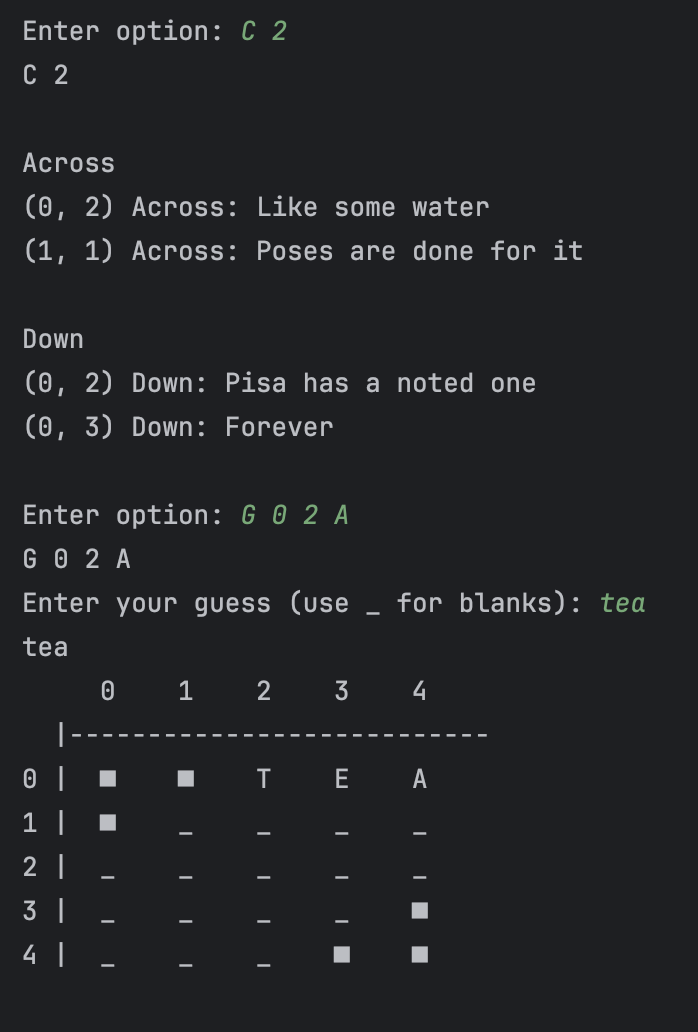 Enter option: C 2
C 2
Across
(0, 2) Across: Like some water
(1, 1) Across: Poses are done for it
Down
(0, 2) Down: Pisa has a noted one
(0, 3) Down: Forever
Enter option: G 0 2 A
G 0 2 A
Enter your guess (use _ for blanks): tea
tea
0 1 2 3 4
|---------------------------
0 | ■ ■ T E A
1 | ■ _ _ _ _
2 | _ _ _ _ _
3 | _ _ _ _ ■
4 | _ _ _ ■ ■